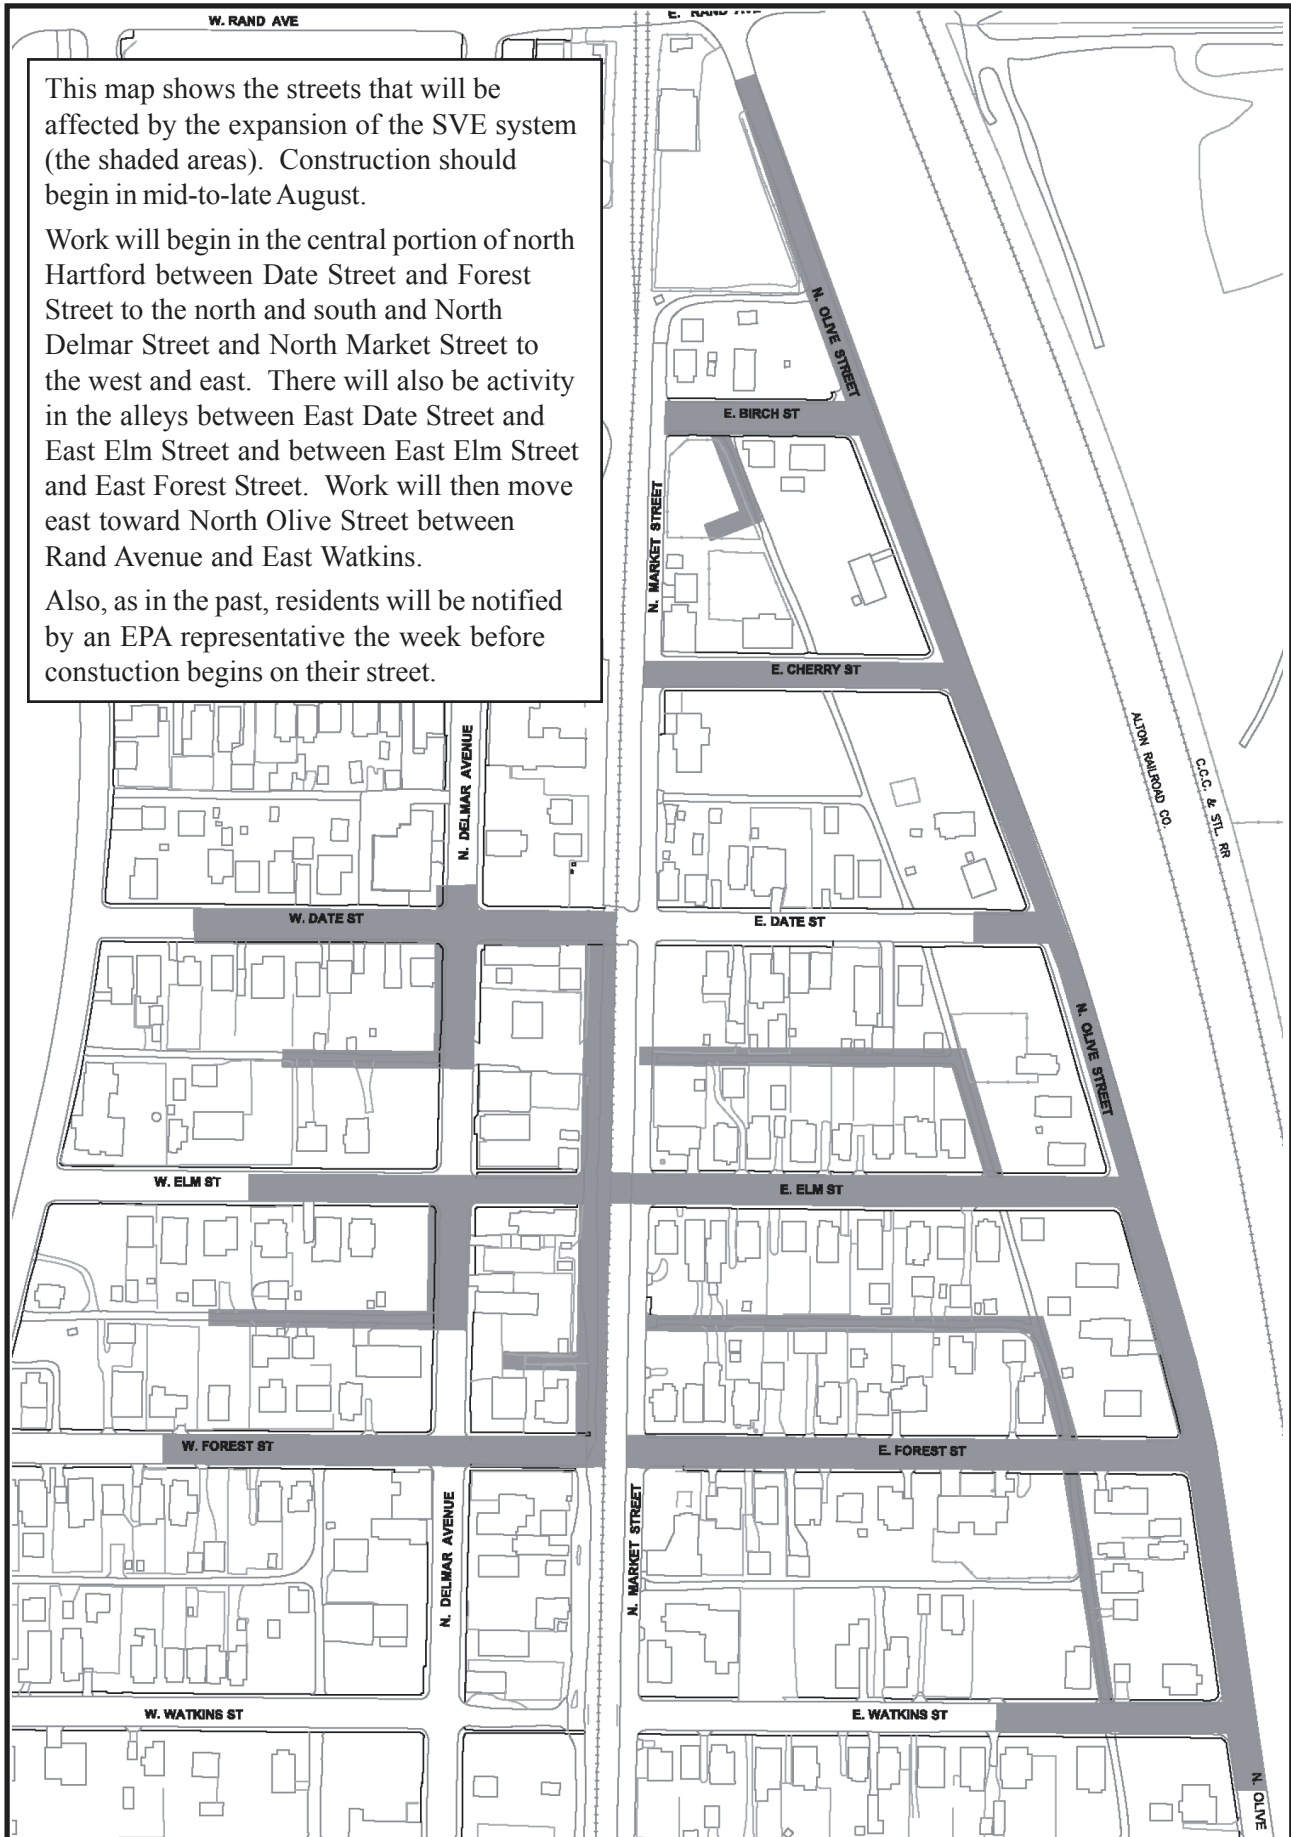 W. RAND AVE
E. RAND AVE
This map shows the streets that will be
affected by the expansion of the SVE system
(the shaded areas).  Construction should
begin in mid-to-late August.
Work will begin in the central portion of north
Hartford between Date Street and Forest
Street to the north and south and North
Delmar Street and North Market Street to
the west and east.  There will also be activity
in the alleys between East Date Street and
East Elm Street and between East Elm Street
and East Forest Street.  Work will then move
east toward North Olive Street between
Rand Avenue and East Watkins.
Also, as in the past, residents will be notified
by an EPA representative the week before
constuction begins on their street.
N. OLIVE STREET
E. BIRCH ST
N. MARKET STREET
E. CHERRY ST
ALTON RAILROAD CO.
C.C.C. & STL. RR
N. DELMAR AVENUE
W. DATE ST
E. DATE ST
N. OLIVE STREET
W. ELM ST
E. ELM ST
W. FOREST ST
E. FOREST ST
N. DELMAR AVENUE
N. MARKET STREET
W. WATKINS ST
E. WATKINS ST
N. OLIVE